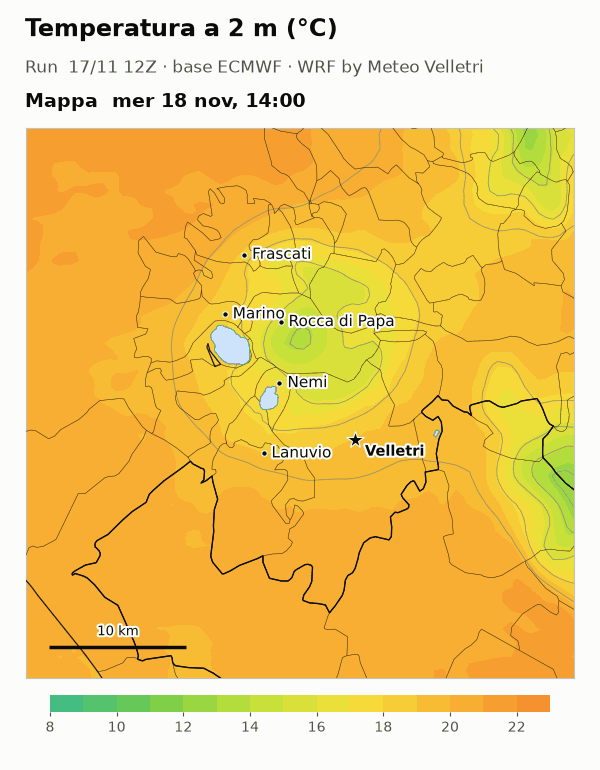 Temperatura a 2 m (°C)
Run 17/11 12Z · base ECMWF · WRF by Meteo Velletri
Mappa mer 18 nov, 14:00
Frascati
Marino
Rocca di Papa
Nemi
Velletri
Lanuvio
10 km
8 10 12 14 16 18 20 22